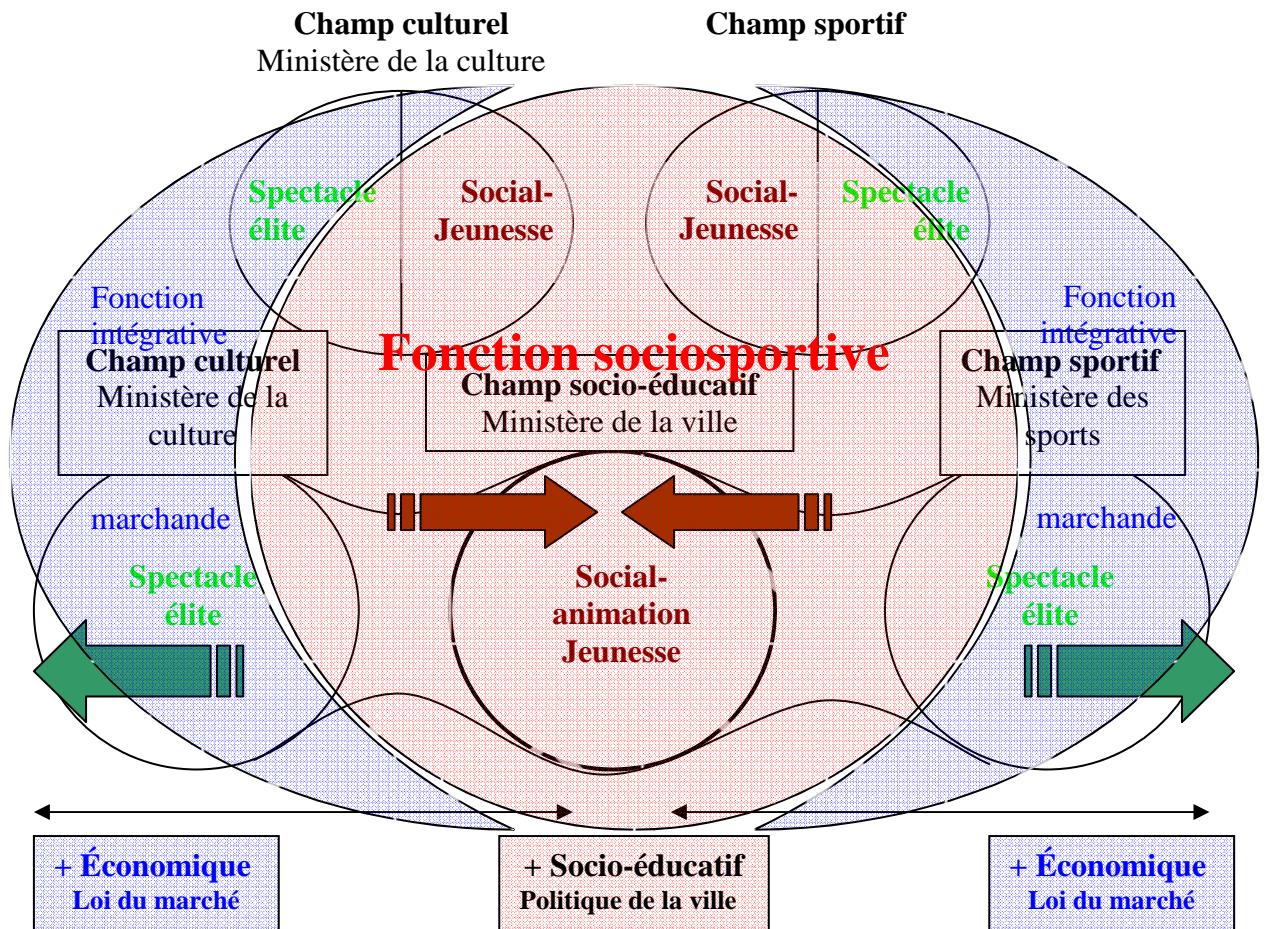 Champ culturel
Ministère de la culture
Champ sportif
Spectacle
élite
Social-
Jeunesse
Social-
Jeunesse
Spectacle
élite
Fonction
intégrative
Fonction
intégrative
Fonction sociosportive
Champ culturel
Ministère de la
culture
Champ socio-éducatif
Ministère de la ville
Champ sportif
Ministère des
sports
marchande
marchande
Spectacle
élite
Social-
animation
Jeunesse
Spectacle
élite
+ Économique
Loi du marché
+ Socio-éducatif
Politique de la ville
+ Économique
Loi du marché